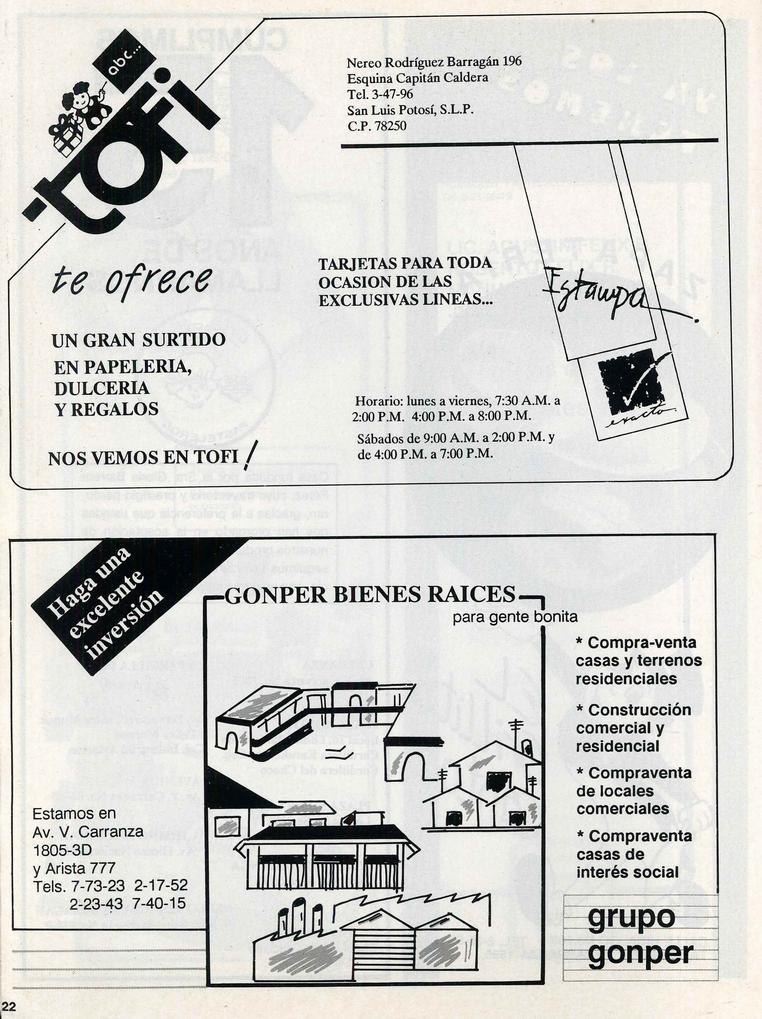 abc...
TOFI
Nereo Rodríguez Barragán 196
Esquina Capitán Caldera
Tel. 3-47-96
San Luis Potosí, S.L.P.
C.P. 78250
te ofrece
UN GRAN SURTIDO
EN PAPELERIA,
DULCERIA
Y REGALOS
NOS VEMOS EN TOFI!
TARJETAS PARA TODA
OCASION DE LAS
EXCLUSIVAS LINEAS...
Estampa
exacto
Horario: lunes a viernes, 7:30 A.M. a
2:00 P.M. 4:00 P.M. a 8:00 P.M.
Sábados de 9:00 A.M. a 2:00 P.M. y
de 4:00 P.M. a 7:00 P.M.
Haga una
excelente
inversión
GONPER BIENES RAICES
para gente bonita
* Compra-venta
casas y terrenos
residenciales
* Construcción
comercial y
residencial
* Compraventa
de locales
comerciales
* Compraventa
casas de
interés social
Estamos en
Av. V. Carranza
1805-3D
y Arista 777
Tels. 7-73-23 2-17-52
2-23-43 7-40-15
grupo
gonper
22